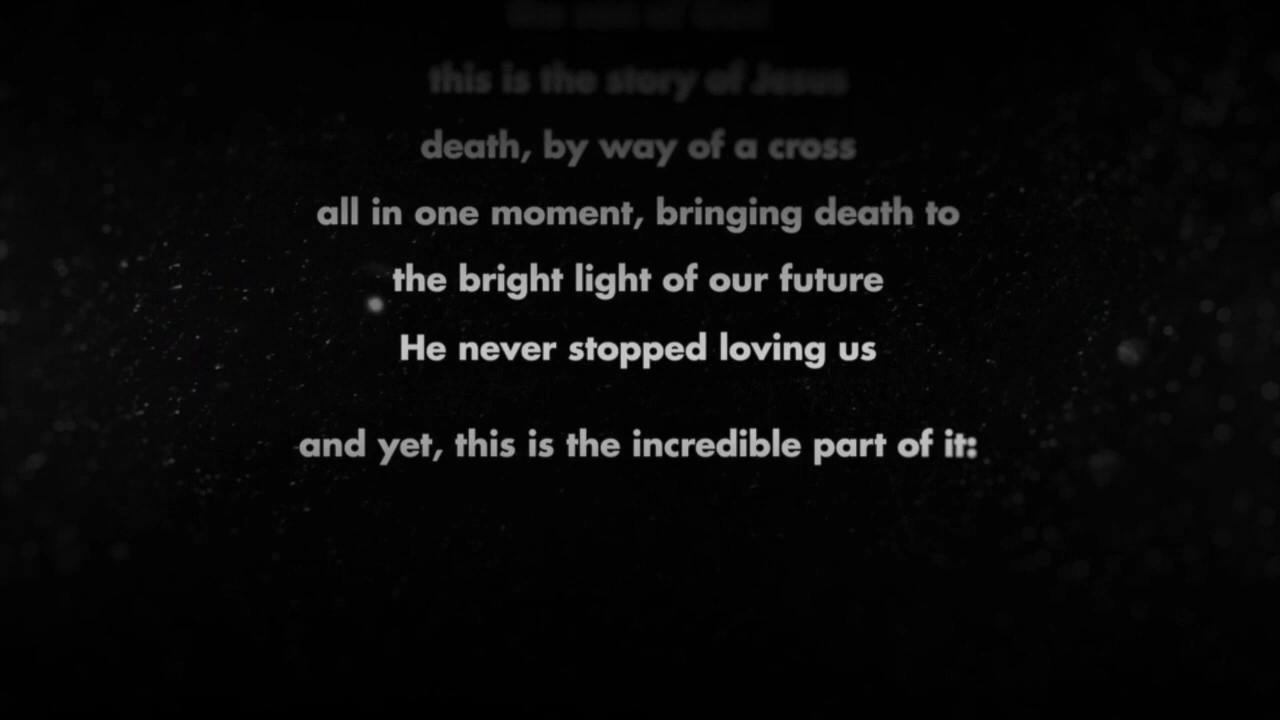 this is the story of Jesus
death, by way of a cross
all in one moment, bringing death to
the bright light of our future
He never stopped loving us
and yet, this is the incredible part of it: